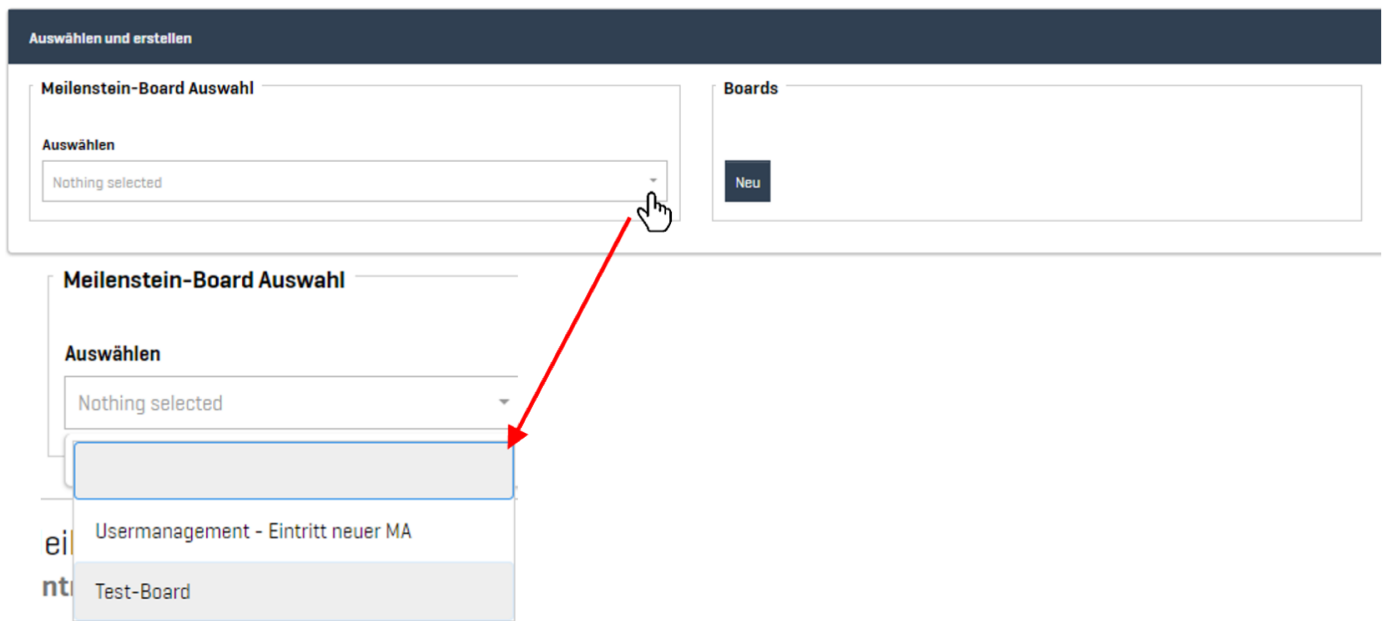 Auswählen und erstellen
Meilenstein-Board Auswahl
Boards
Auswählen
Nothing selected
Neu
Meilenstein-Board Auswahl
Auswählen
Nothing selected
Usermanagement - Eintritt neuer MA
Test-Board